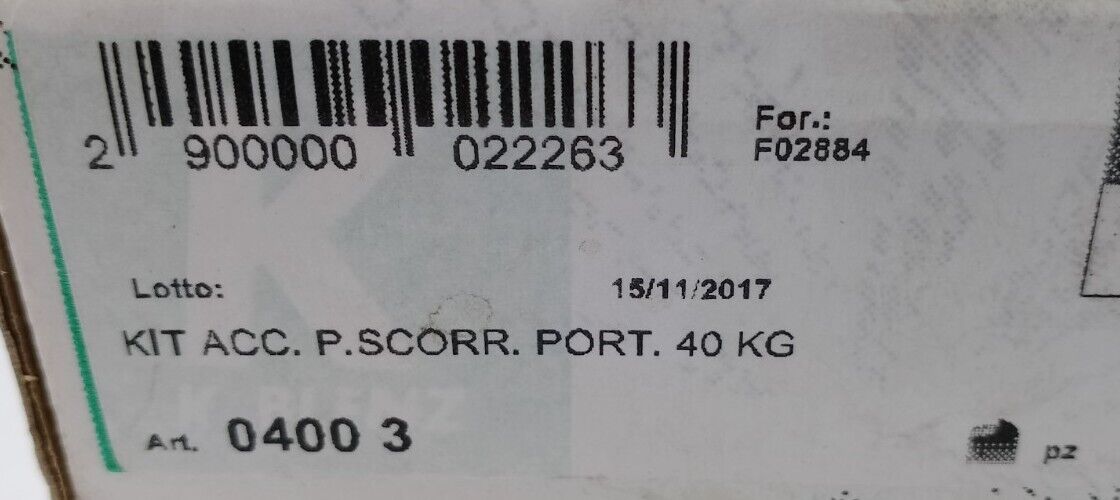 2 900000 022263
For.:
F02884
Lotto: 15/11/2017
KIT ACC. P.SCORR. PORT. 40 KG
K BLENZ
Art. 0400 3
pz